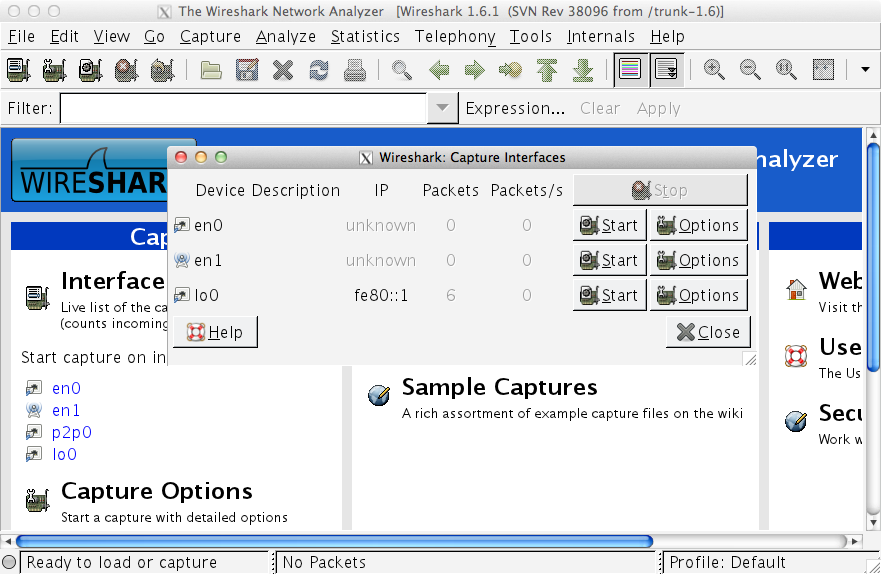 The Wireshark Network Analyzer [Wireshark 1.6.1 (SVN Rev 38096 from /trunk-1.6)]
File Edit View Go Capture Analyze Statistics Telephony Tools Internals Help
Filter: Expression... Clear Apply
WIRESHAR
nalyzer
Wireshark: Capture Interfaces
Device Description IP Packets Packets/s Stop
en0 unknown 0 0 Start Options
en1 unknown 0 0 Start Options
lo0 fe80::1 6 0 Start Options
Help Close
Cap
Interface
Live list of the ca
(counts incoming
Start capture on in
en0
en1
p2p0
lo0
Capture Options
Start a capture with detailed options
Sample Captures
A rich assortment of example capture files on the wiki
Web
Visit th
Use
The Us
Secu
Work w
Ready to load or capture No Packets Profile: Default